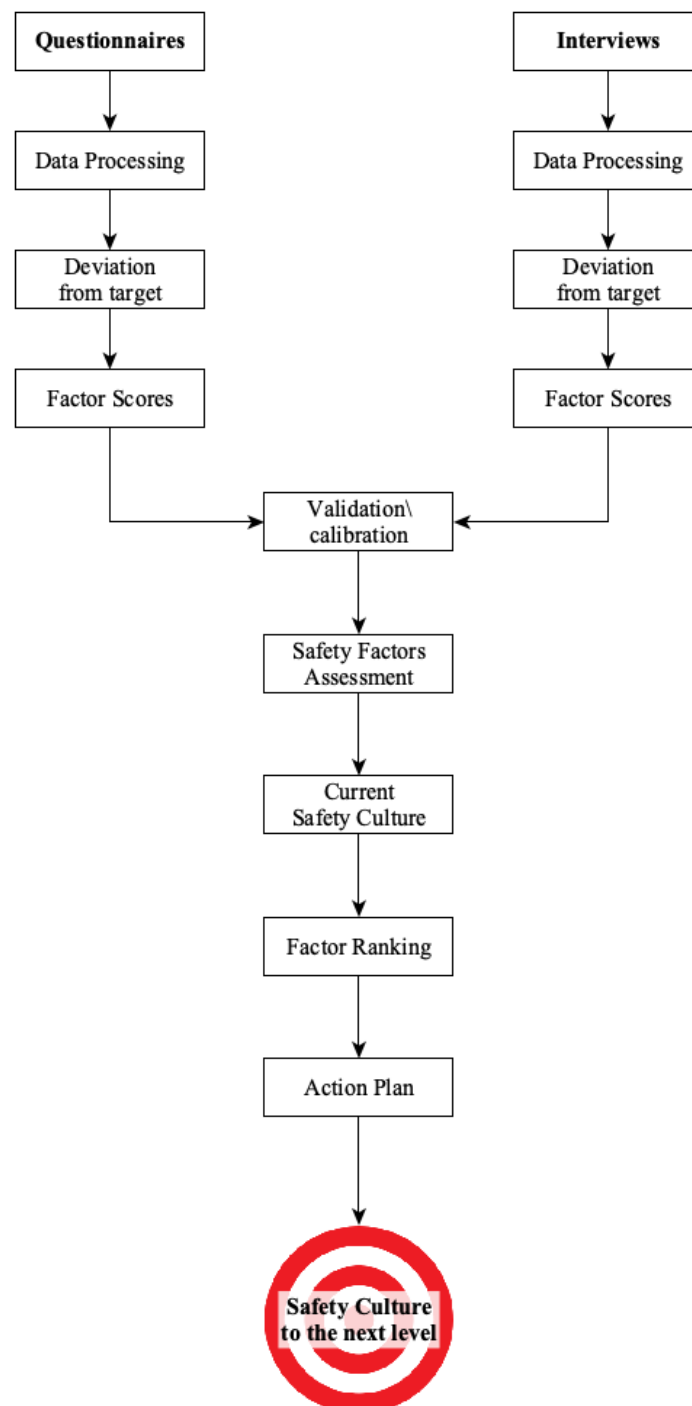 Questionnaires
Interviews
Data Processing
Data Processing
Deviation
from target
Deviation
from target
Factor Scores
Factor Scores
Validation\
calibration
Safety Factors
Assessment
Current
Safety Culture
Factor Ranking
Action Plan
Safety Culture
to the next level